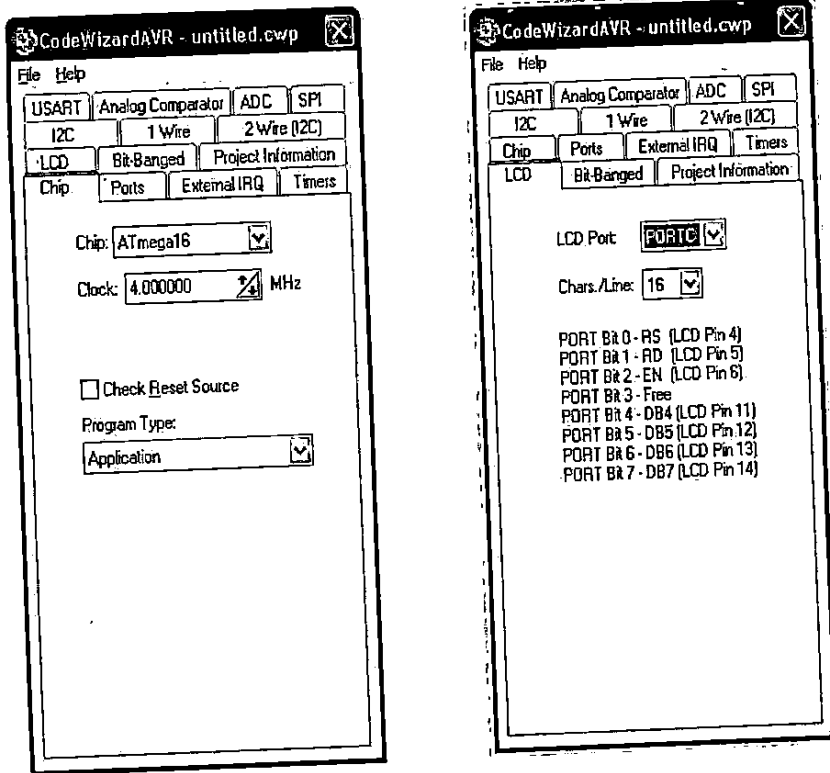 CodeWizardAVR - untitled.cwp
File Help
USART Analog Comparator ADC SPI
I2C 1 Wire 2 Wire (I2C)
LCD Bit-Banged Project Information
Chip Ports External IRQ Timers
Chip: ATmega16
Clock: 4.000000 MHz
Check Reset Source
Program Type:
Application
CodeWizardAVR - untitled.cwp
File Help
USART Analog Comparator ADC SPI
I2C 1 Wire 2 Wire (I2C)
Chip Ports External IRQ Timers
LCD Bit-Banged Project Information
LCD Port: PORTC
Chars./Line: 16
PORT Bit 0 - RS (LCD Pin 4)
PORT Bit 1 - RD (LCD Pin 5)
PORT Bit 2 - EN (LCD Pin 6)
PORT Bit 3 - Free
PORT Bit 4 - DB4 (LCD Pin 11)
PORT Bit 5 - DB5 (LCD Pin 12)
PORT Bit 6 - DB6 (LCD Pin 13)
PORT Bit 7 - DB7 (LCD Pin 14)